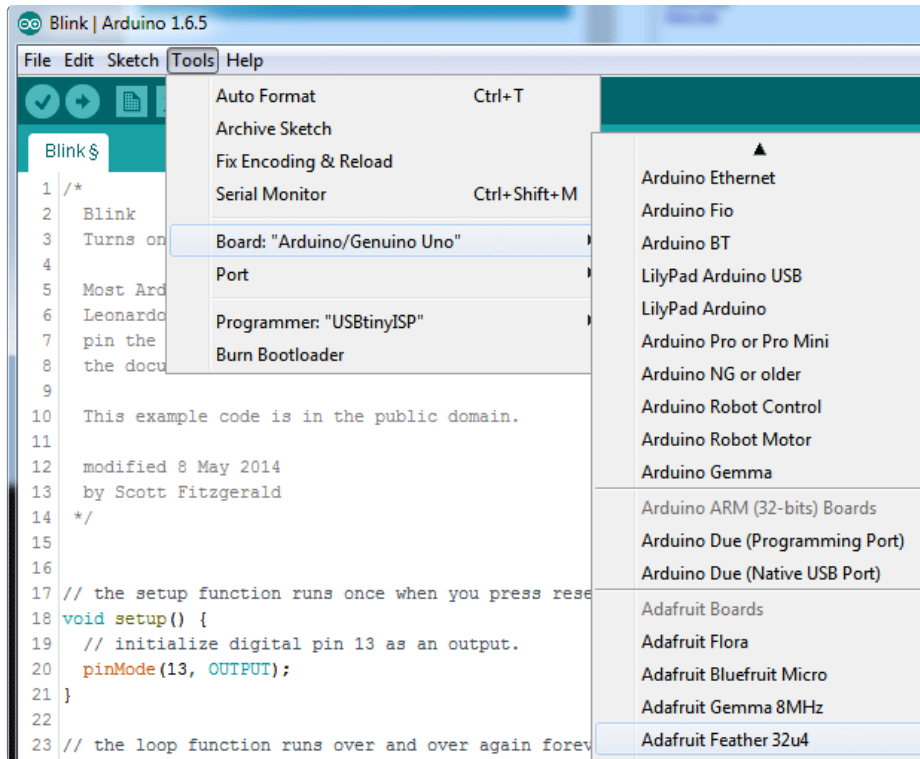 Blink | Arduino 1.6.5
File Edit Sketch Tools Help
Auto Format Ctrl+T
Archive Sketch
Fix Encoding & Reload
Serial Monitor Ctrl+Shift+M
Board: "Arduino/Genuino Uno"
Port
Programmer: "USBtinyISP"
Burn Bootloader
Arduino Ethernet
Arduino Fio
Arduino BT
LilyPad Arduino USB
LilyPad Arduino
Arduino Pro or Pro Mini
Arduino NG or older
Arduino Robot Control
Arduino Robot Motor
Arduino Gemma
Arduino ARM (32-bits) Boards
Arduino Due (Programming Port)
Arduino Due (Native USB Port)
Adafruit Boards
Adafruit Flora
Adafruit Bluefruit Micro
Adafruit Gemma 8MHz
Adafruit Feather 32u4
Blink §
1 /*
2 Blink
3 Turns on
4
5 Most Ard
6 Leonardo
7 pin the
8 the docu
9
10 This example code is in the public domain.
11
12 modified 8 May 2014
13 by Scott Fitzgerald
14 */
15
16
17 // the setup function runs once when you press rese
18 void setup() {
19 // initialize digital pin 13 as an output.
20 pinMode(13, OUTPUT);
21 }
22
23 // the loop function runs over and over again forev